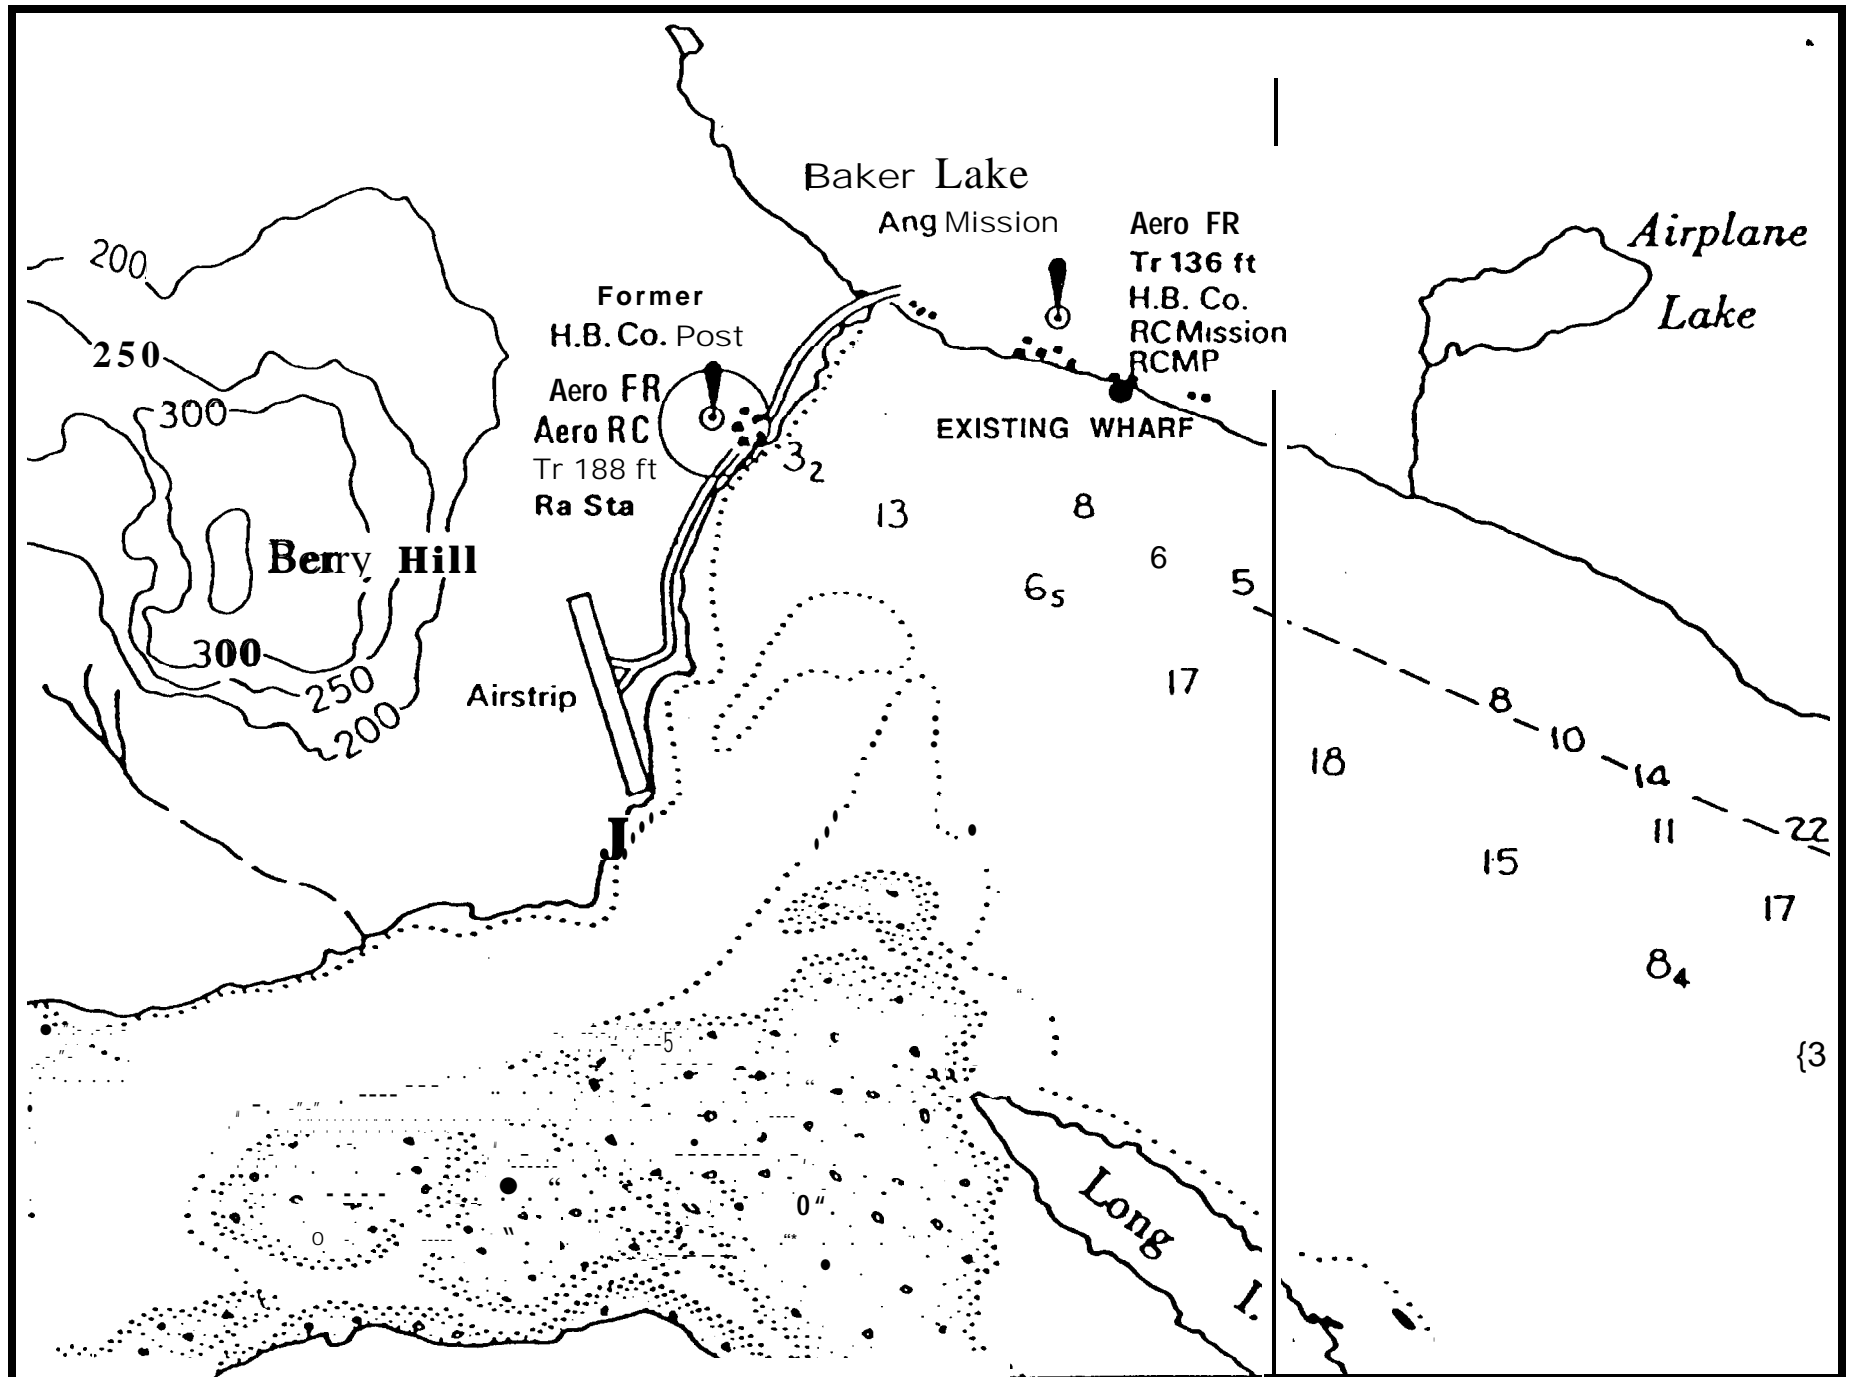 Baker Lake
Ang Mission
Aero FR
Tr 136 ft
H.B. Co.
RC Mission
RCMP
Airplane
Lake
200
250
300
Former
H.B. Co. Post
Aero FR
Aero RC
Tr 188 ft
Ra Sta
EXISTING WHARF
3₂
13
8
6
6₅
5
Berry Hill
300
250
200
Airstrip
17
8
10
14
18
22
11
15
17
8₄
J
{3
5
Long
I.